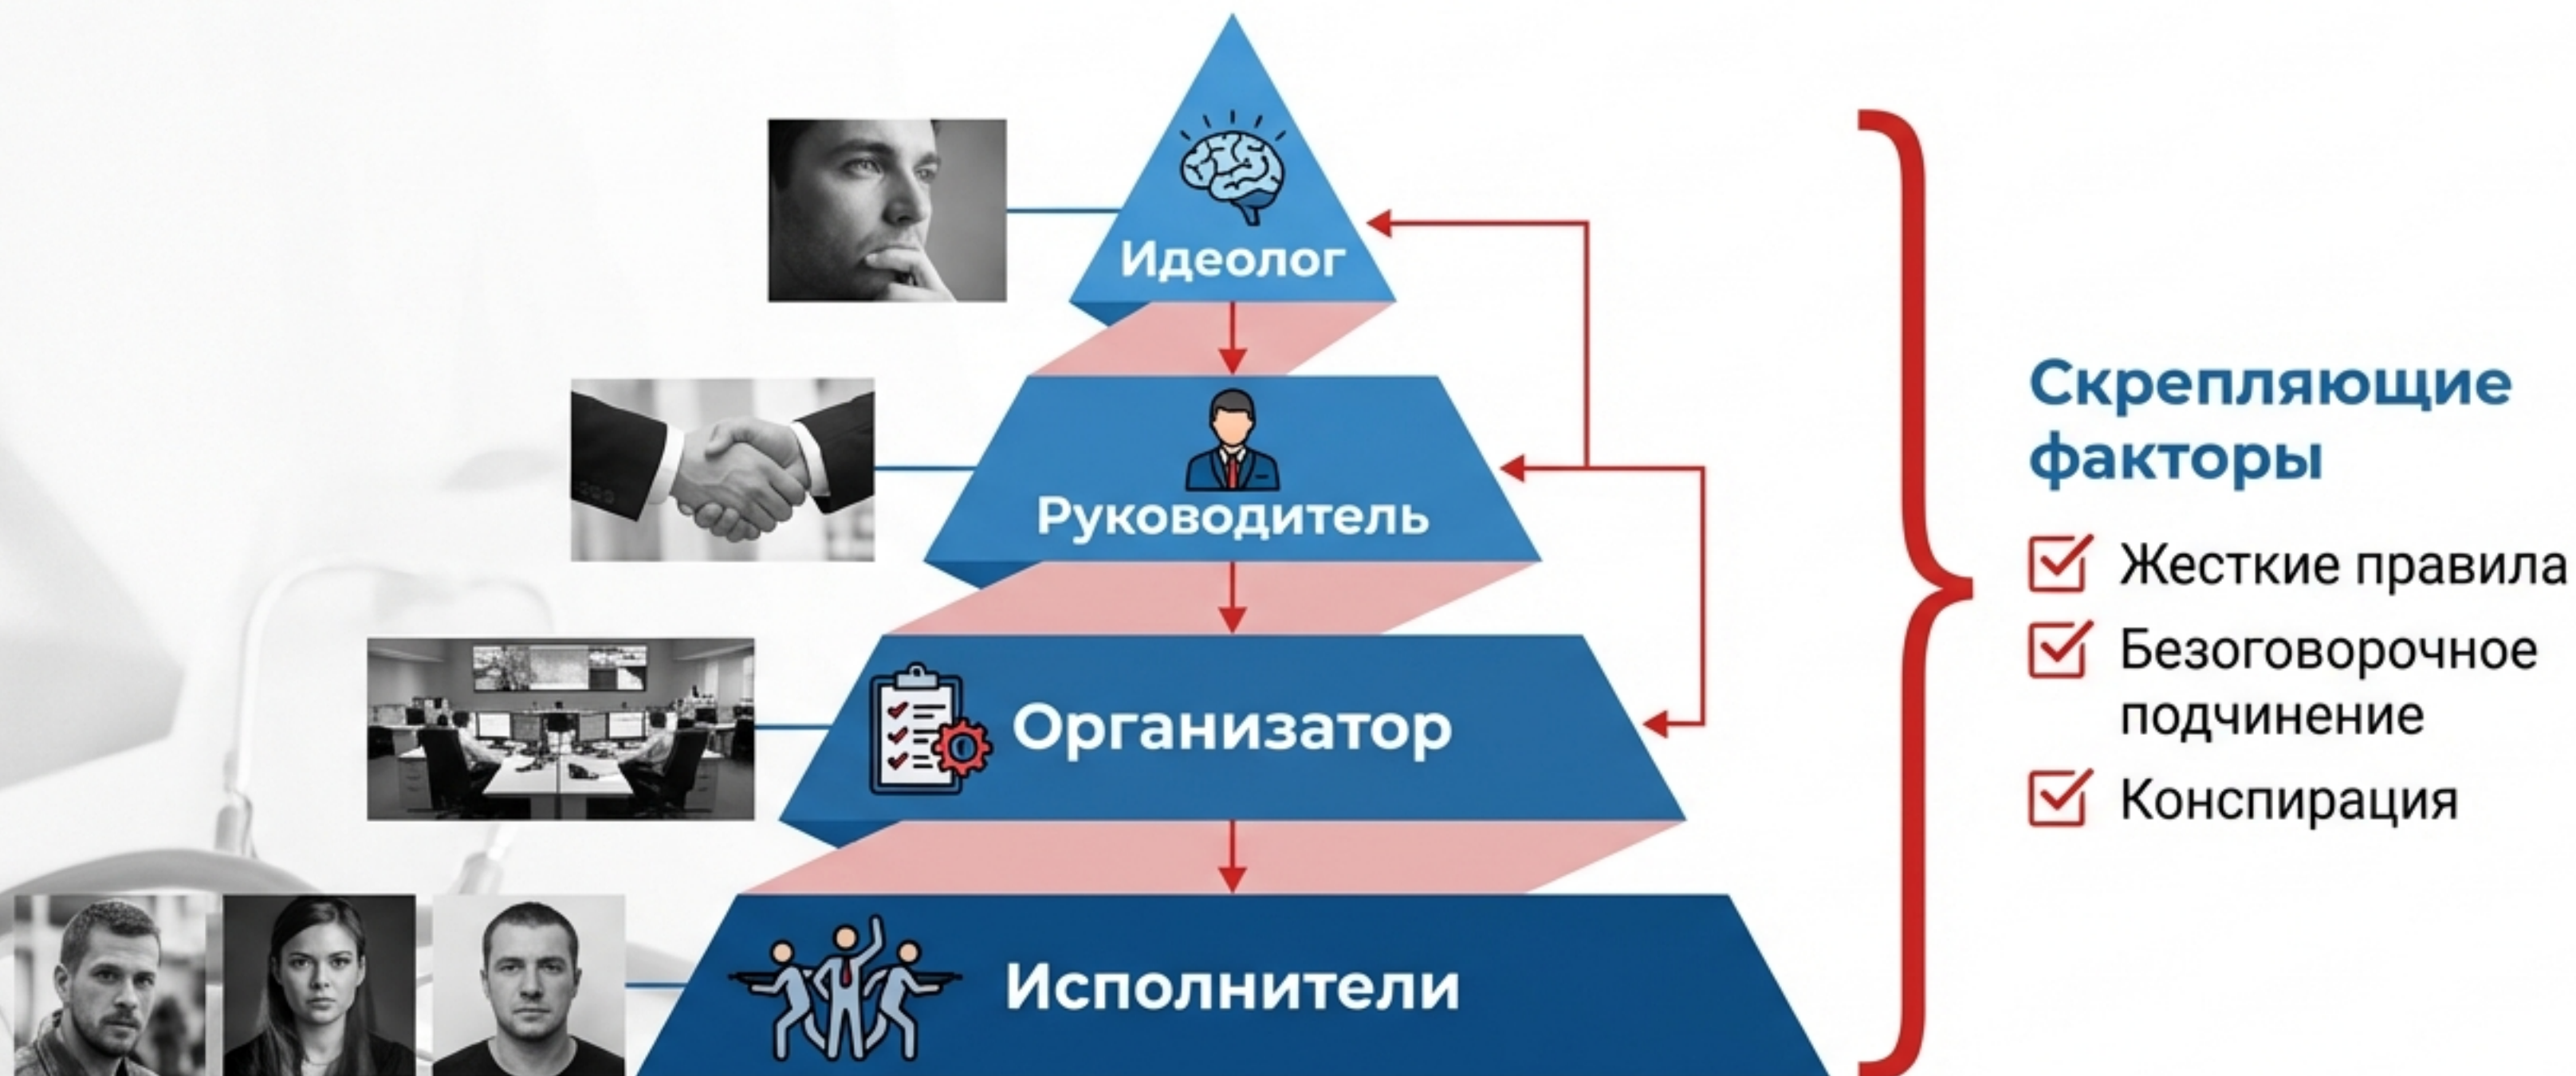 Идеолог
Руководитель
Организатор
Исполнители
Скрепляющие
факторы
Жесткие правила
Безоговорочное
подчинение
Конспирация